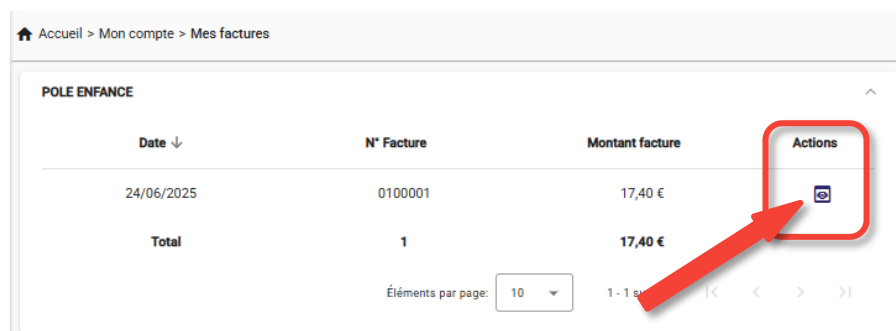 Accueil > Mon compte > Mes factures
POLE ENFANCE
Date ↓ N° Facture Montant facture Actions
24/06/2025 0100001 17,40 €
Total 1 17,40 €
Éléments par page: 10 1 - 1